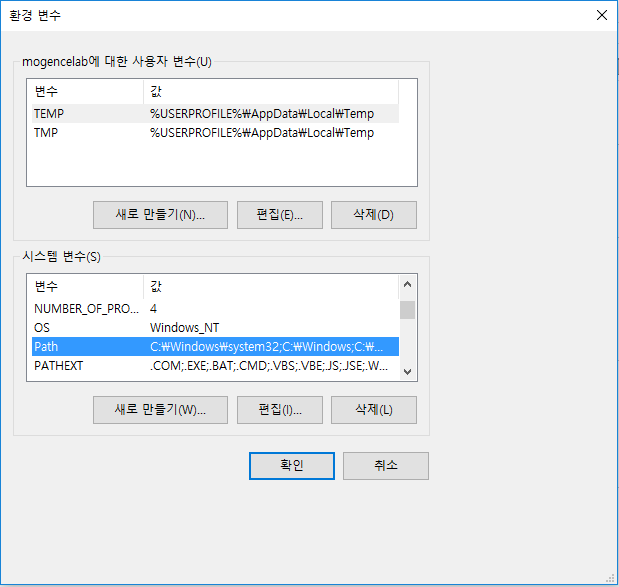 환경 변수
mogencelab에 대한 사용자 변수(U)
변수 값
TEMP %USERPROFILE%₩AppData₩Local₩Temp
TMP %USERPROFILE%₩AppData₩Local₩Temp
새로 만들기(N)... 편집(E)... 삭제(D)
시스템 변수(S)
변수 값
NUMBER_OF_PRO... 4
OS Windows_NT
Path C:₩Windows₩system32;C:₩Windows;C:₩...
PATHEXT .COM;.EXE;.BAT;.CMD;.VBS;.VBE;.JS;.JSE;.W...
새로 만들기(W)... 편집(I)... 삭제(L)
확인 취소